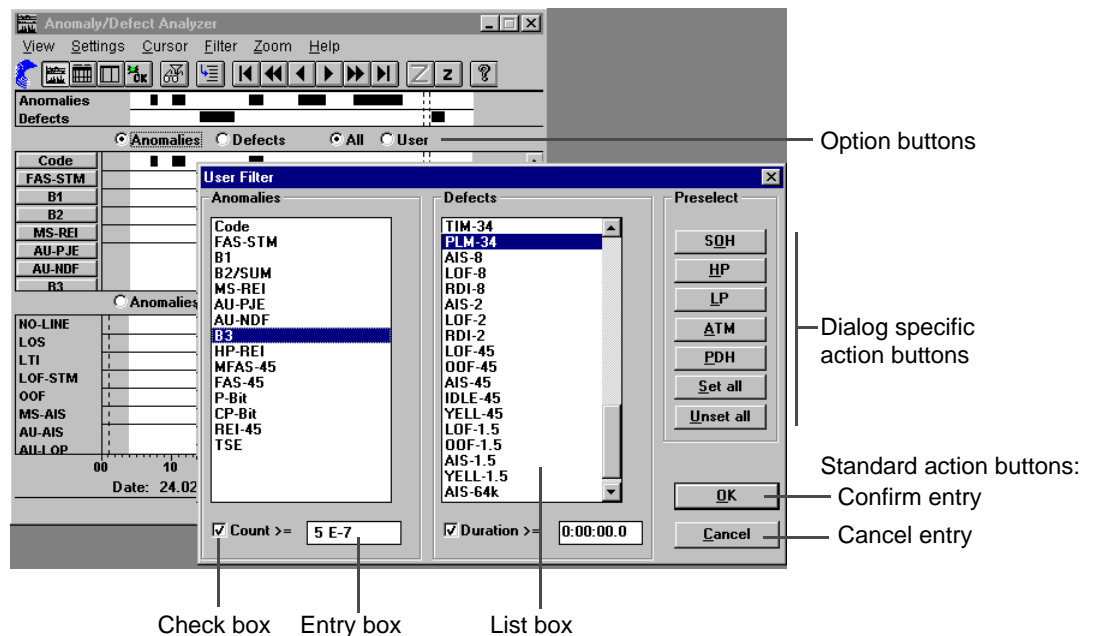 Anomaly/Defect Analyzer
View Settings Cursor Filter Zoom Help
OK Z z ?
Anomalies
Defects
Anomalies Defects All User
Option buttons
Code
FAS-STM
B1
B2
MS-REI
AU-PJE
AU-NDF
B3
Anomalies
NO-LINE
LOS
LTI
LOF-STM
OOF
MS-AIS
AU-AIS
AU-LOP
00 10
Date: 24.02
User Filter
Anomalies
Code
FAS-STM
B1
B2/SUM
MS-REI
AU-PJE
AU-NDF
B3
HP-REI
MFAS-45
FAS-45
P-Bit
CP-Bit
REI-45
TSE
Count >= 5 E-7
Defects
TIM-34
PLM-34
AIS-8
LOF-8
RDI-8
AIS-2
LOF-2
RDI-2
LOF-45
OOF-45
AIS-45
IDLE-45
YELL-45
LOF-1.5
OOF-1.5
AIS-1.5
YELL-1.5
AIS-64k
Duration >= 0:00:00.0
Preselect
SOH
HP
LP
ATM
PDH
Set all
Unset all
OK
Cancel
Dialog specific
action buttons
Standard action buttons:
Confirm entry
Cancel entry
Check box Entry box List box